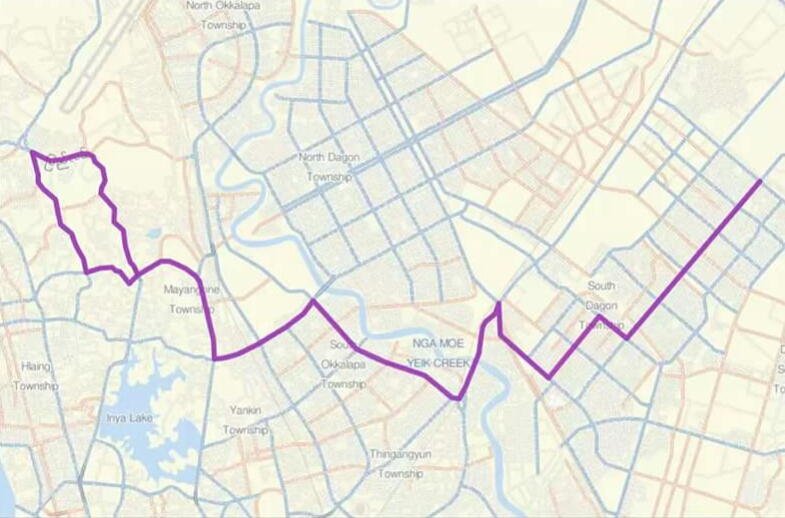 North Okkalapa
Township
North Dagon
Township
Mayangone
Township
South
Dagon
Township
South
Okkalapa
Township
NGA MOE
YEIK CREEK
Hlaing
Township
Inya Lake
Yankin
Township
Thingangyun
Township